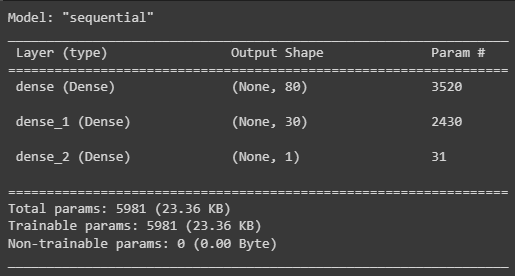 Model: "sequential"
_________________________________________________________________
Layer (type) Output Shape Param #
=================================================================
dense (Dense) (None, 80) 3520
dense_1 (Dense) (None, 30) 2430
dense_2 (Dense) (None, 1) 31
=================================================================
Total params: 5981 (23.36 KB)
Trainable params: 5981 (23.36 KB)
Non-trainable params: 0 (0.00 Byte)
_________________________________________________________________